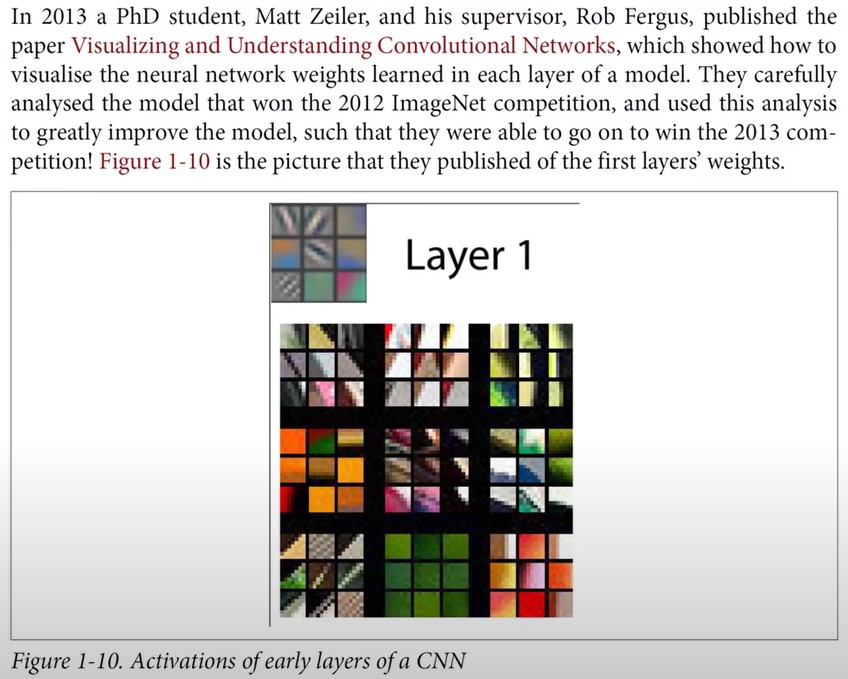 In 2013 a PhD student, Matt Zeiler, and his supervisor, Rob Fergus, published the
paper Visualizing and Understanding Convolutional Networks, which showed how to
visualise the neural network weights learned in each layer of a model. They carefully
analysed the model that won the 2012 ImageNet competition, and used this analysis
to greatly improve the model, such that they were able to go on to win the 2013 com-
petition! Figure 1-10 is the picture that they published of the first layers’ weights.
Layer 1
Figure 1-10. Activations of early layers of a CNN